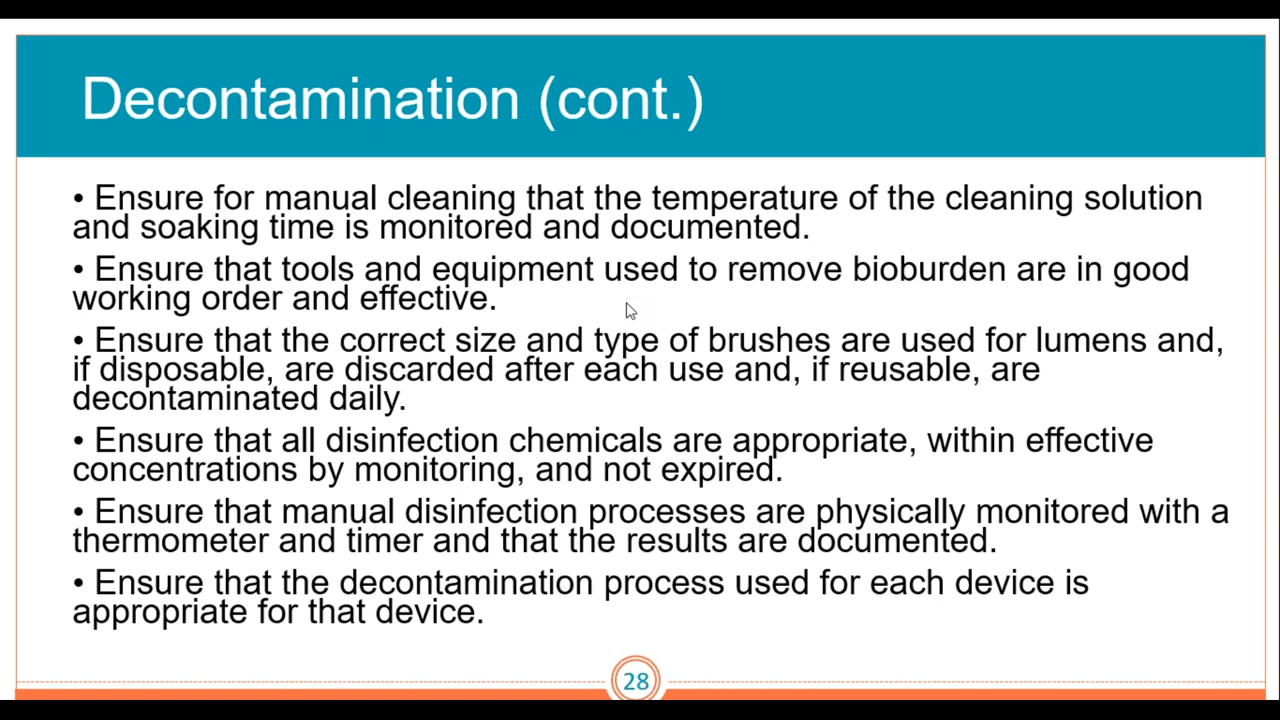 Decontamination (cont.)
• Ensure for manual cleaning that the temperature of the cleaning solution
and soaking time is monitored and documented.
• Ensure that tools and equipment used to remove bioburden are in good
working order and effective.
• Ensure that the correct size and type of brushes are used for lumens and,
if disposable, are discarded after each use and, if reusable, are
decontaminated daily.
• Ensure that all disinfection chemicals are appropriate, within effective
concentrations by monitoring, and not expired.
• Ensure that manual disinfection processes are physically monitored with a
thermometer and timer and that the results are documented.
• Ensure that the decontamination process used for each device is
appropriate for that device.
28